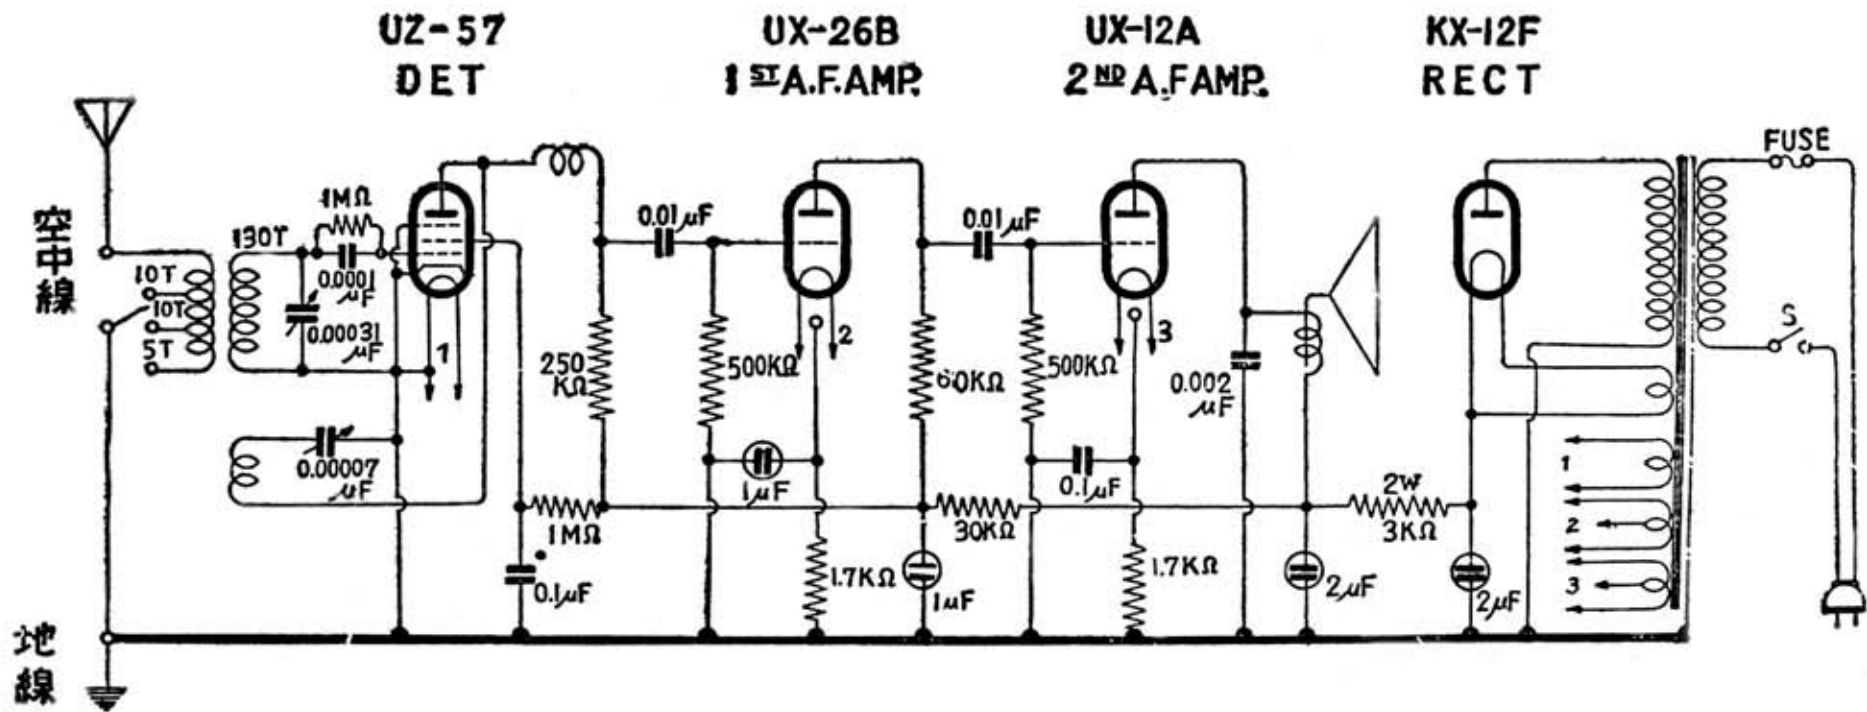 UZ-57
DET
UX-26B
1ST A.F.AMP.
UX-12A
2ND A.F.AMP.
KX-12F
RECT
FUSE
空中線
1MΩ
130T
10T
10T
5T
0.0001
μF
0.00031
μF
1
0.00007
μF
250
KΩ
1MΩ
0.1μF
0.01μF
500KΩ
2
1μF
1.7KΩ
60KΩ
1μF
0.01μF
500KΩ
3
0.1μF
30KΩ
1.7KΩ
0.002
μF
2W
3KΩ
2μF
2μF
1
2
3
S
地線